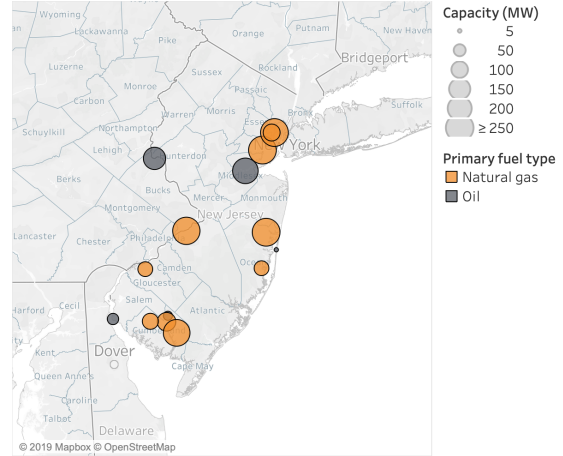 Capacity (MW)
5
50
100
150
200
≥ 250
Primary fuel type
Natural gas
Oil
Wyoming
Lackawanna
Pike
Orange
Putnam
New Haven
Luzerne
Sussex
Rockland
Bridgeport
Monroe
Passaic
Carbon
Warren
Morris
Suffolk
Schuylkill
Northampton
Essex
New York
Lehigh
Hunterdon
Berks
Bucks
Mercer
Monmouth
Montgomery
New Jersey
Lancaster
Chester
Philadelphia
Camden
Gloucester
Salem
Cecil
Atlantic
Kent
Dover
Cape May
Queen Anne's
Caroline
Talbot
Delaware
© 2019 Mapbox © OpenStreetMap